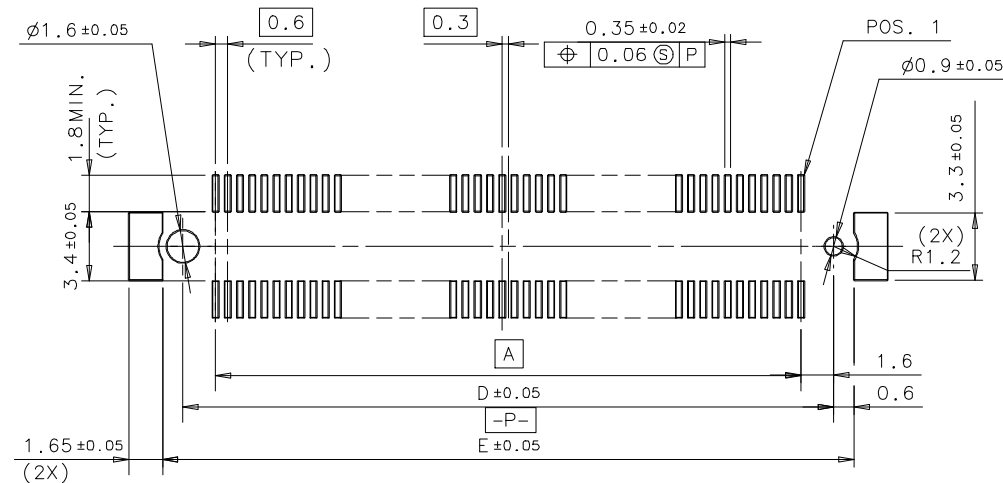 Ø1.6±0.05
0.6
(TYP.)
0.3
0.35±0.02
⌖ 0.06 Ⓢ P
POS. 1
Ø0.9±0.05
1.8MIN.
(TYP.)
3.4±0.05
3.3±0.05
(2X)
R1.2
A
1.6
D±0.05
-P-
0.6
1.65±0.05
(2X)
E±0.05